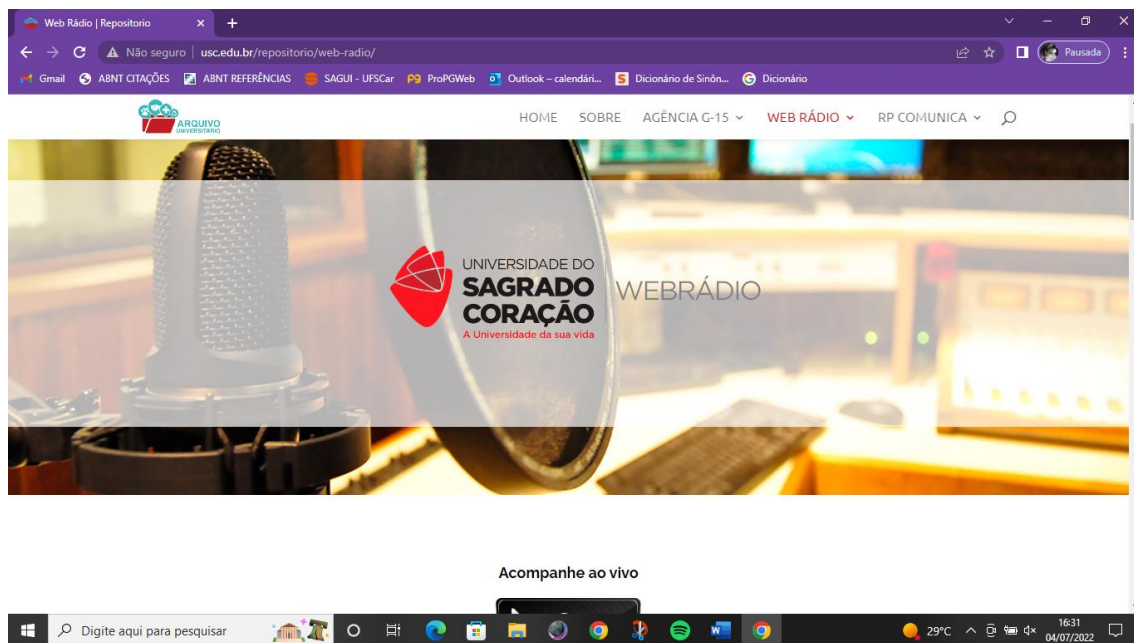 Web Rádio | Repositorio
Não seguro | usc.edu.br/repositorio/web-radio/
Pausada
Gmail ABNT CITAÇÕES ABNT REFERÊNCIAS SAGUI - UFSCar ProPGWeb Outlook – calendári... Dicionário de Sinôn... Dicionário
ARQUIVO
UNIVERSITÁRIO
HOME SOBRE AGÊNCIA G-15 WEB RÁDIO RP COMUNICA
UNIVERSIDADE DO
SAGRADO
CORAÇÃO
A Universidade da sua vida
WEBRÁDIO
Acompanhe ao vivo
Digite aqui para pesquisar
29°C
16:31
04/07/2022